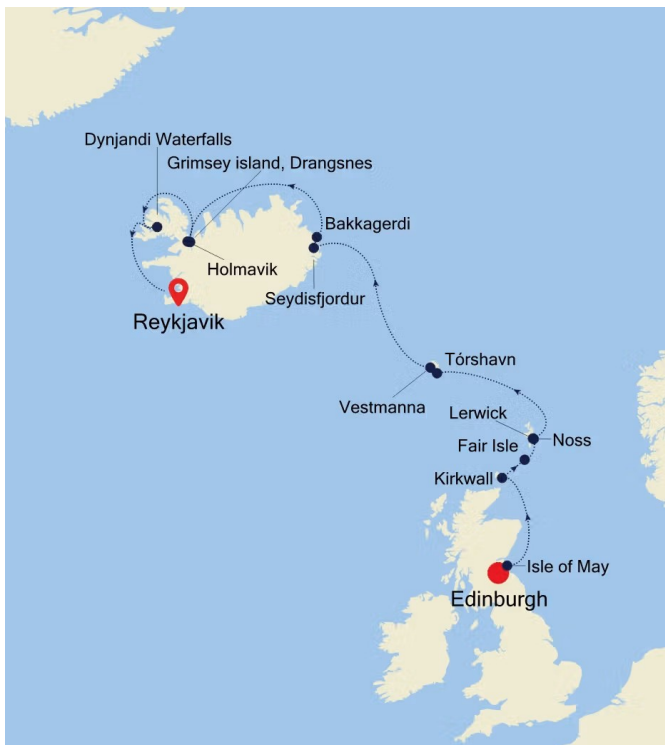 Dynjandi Waterfalls
Grimsey island, Drangsnes
Bakkagerdi
Holmavik
Seydisfjordur
Reykjavik
Tórshavn
Vestmanna
Lerwick
Noss
Fair Isle
Kirkwall
Isle of May
Edinburgh